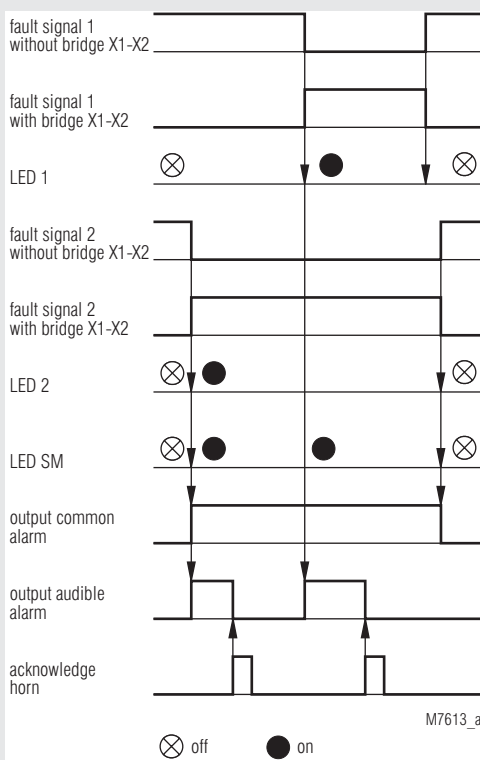 fault signal 1
without bridge X1-X2
fault signal 1
with bridge X1-X2
LED 1
fault signal 2
without bridge X1-X2
fault signal 2
with bridge X1-X2
LED 2
LED SM
output common
alarm
output audible
alarm
acknowledge
horn
M7613_a
off
on